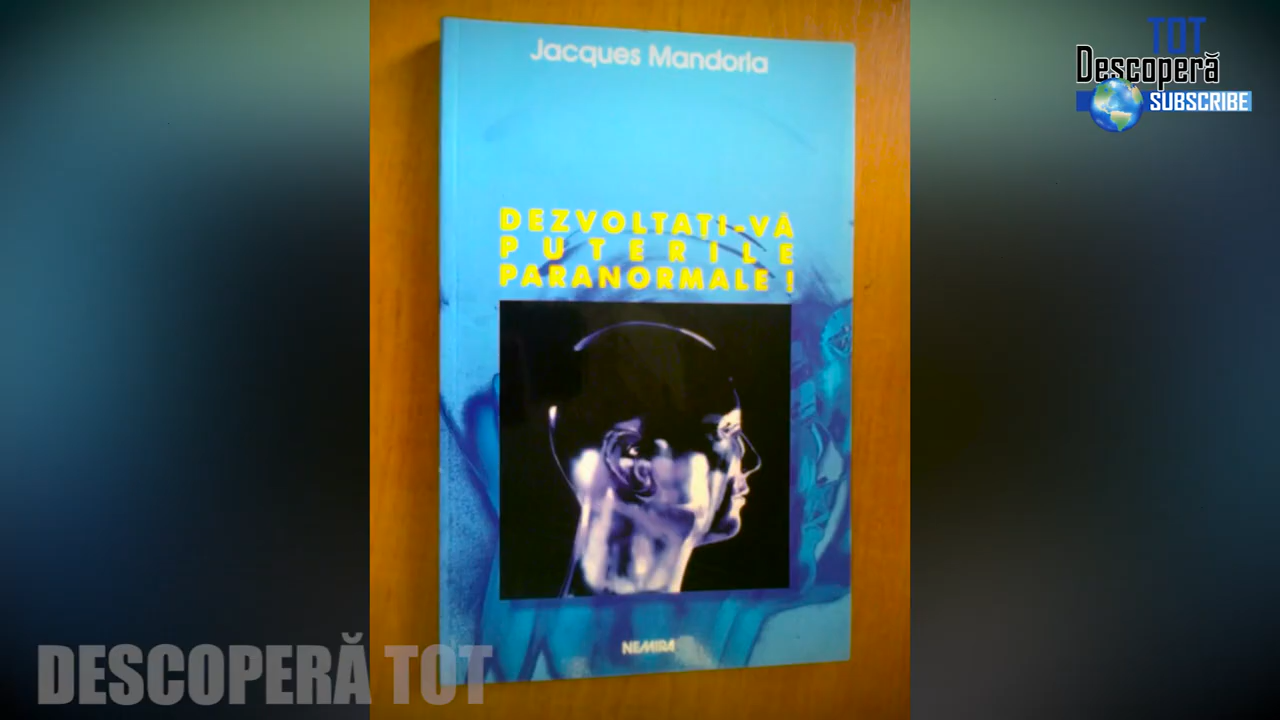 Jacques Mandorla
DEZVOLTAȚI-VĂ
PUTERILE
PARANORMALE !
NEMIRA
TOT
Descoperă
SUBSCRIBE
DESCOPERĂ TOT